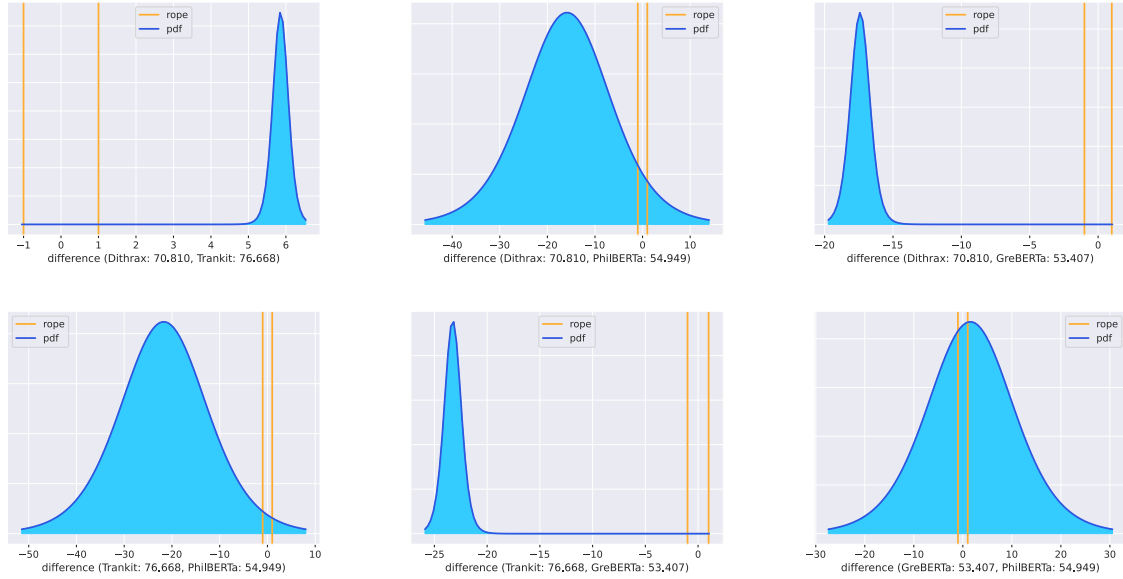 rope
pdf
−1 0 1 2 3 4 5 6
difference (Dithrax: 70.810, Trankit: 76.668)
rope
pdf
−40 −30 −20 −10 0 10
difference (Dithrax: 70.810, PhilBERTa: 54.949)
rope
pdf
−20 −15 −10 −5 0
difference (Dithrax: 70.810, GreBERTa: 53.407)
rope
pdf
−50 −40 −30 −20 −10 0 10
difference (Trankit: 76.668, PhilBERTa: 54.949)
rope
pdf
−25 −20 −15 −10 −5 0
difference (Trankit: 76.668, GreBERTa: 53.407)
rope
pdf
−30 −20 −10 0 10 20 30
difference (GreBERTa: 53.407, PhilBERTa: 54.949)